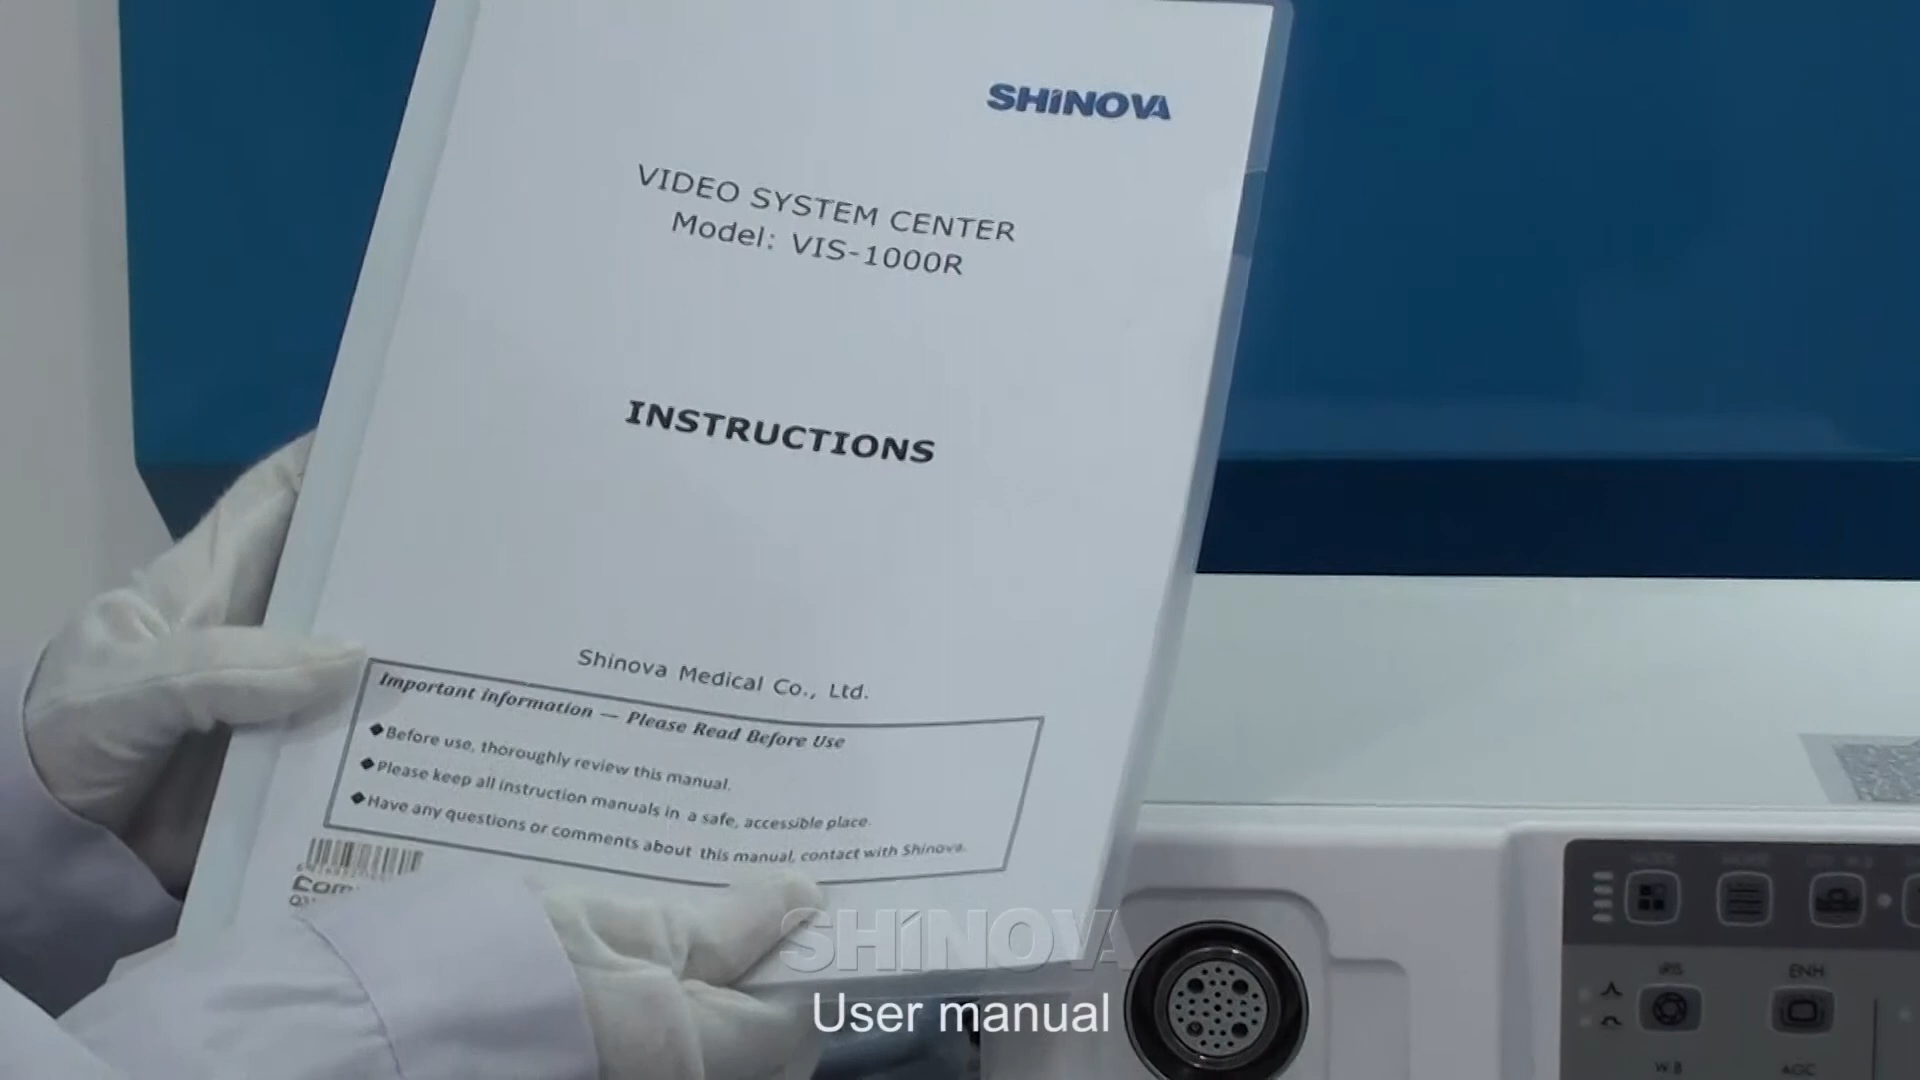 SHINOVA
VIDEO SYSTEM CENTER
Model: VIS-1000R
INSTRUCTIONS
Shinova Medical Co., Ltd.
Important information — Please Read Before Use
◆Before use, thoroughly review this manual.
◆Please keep all instruction manuals in a safe, accessible place.
◆Have any questions or comments about this manual, contact with Shinova.
SHINOVA
User manual
IRIS
ENH
W.B
AGC